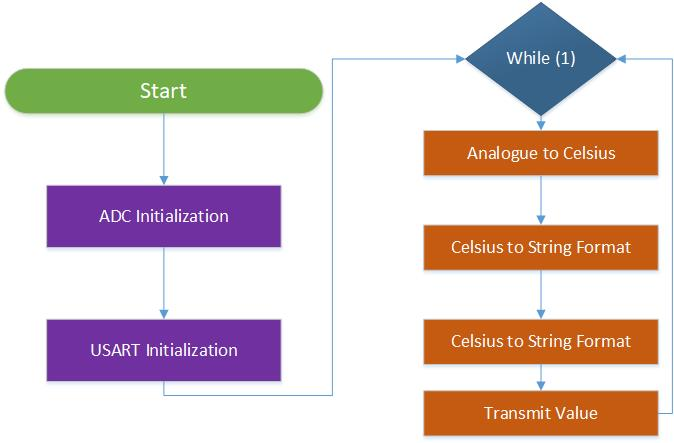 Start
ADC Initialization
USART Initialization
While (1)
Analogue to Celsius
Celsius to String Format
Celsius to String Format
Transmit Value